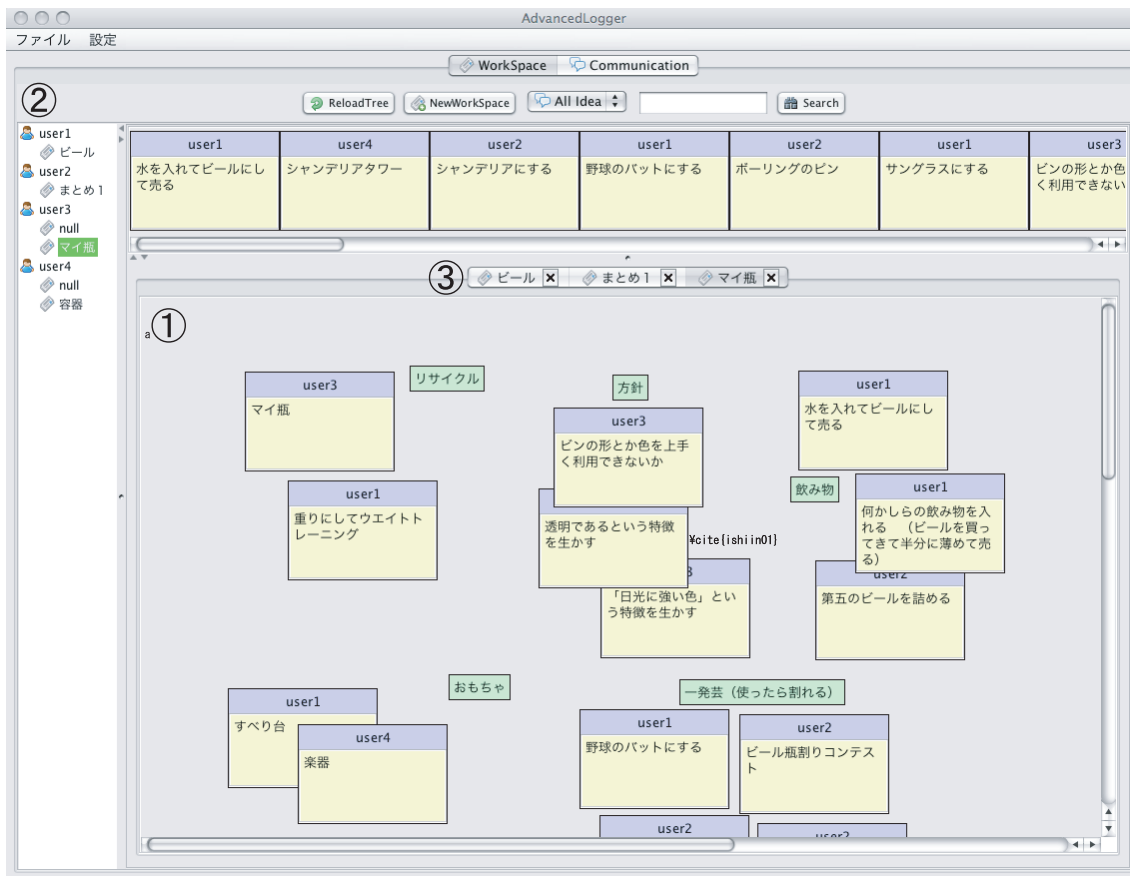 AdvancedLogger
ファイル 設定
WorkSpace Communication
②
ReloadTree NewWorkSpace All Idea Search
user1
ビール
user2
まとめ1
user3
null
マイ瓶
user4
null
容器
user1
水を入れてビールにし
て売る
user4
シャンデリアタワー
user2
シャンデリアにする
user1
野球のバットにする
user2
ボーリングのピン
user1
サングラスにする
user3
ビンの形とか色
く利用できない
③
ビール まとめ1 マイ瓶
a①
user3
マイ瓶
リサイクル
user1
重りにしてウエイトト
レーニング
方針
user3
ビンの形とか色を上手
く利用できないか
透明であるという特徴
を生かす
¥cite{ishiin01}
3
「日光に強い色」とい
う特徴を生かす
user1
水を入れてビールにし
て売る
飲み物
user1
何かしらの飲み物を入
れる （ビールを買っ
てきて半分に薄めて売
る）
user2
第五のビールを詰める
おもちゃ
user1
すべり台
user4
楽器
一発芸（使ったら割れる）
user1
野球のバットにする
user2
ビール瓶割りコンテス
ト
user2
user2